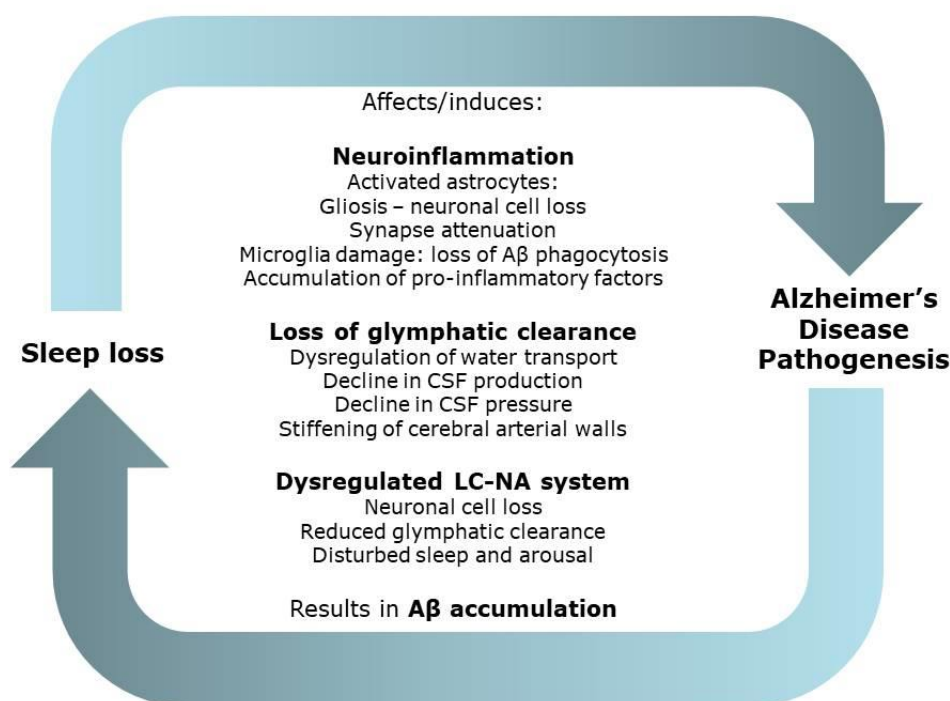 Affects/induces:
Neuroinflammation
Activated astrocytes:
Gliosis – neuronal cell loss
Synapse attenuation
Microglia damage: loss of Aβ phagocytosis
Accumulation of pro-inflammatory factors
Loss of glymphatic clearance
Dysregulation of water transport
Decline in CSF production
Decline in CSF pressure
Stiffening of cerebral arterial walls
Dysregulated LC-NA system
Neuronal cell loss
Reduced glymphatic clearance
Disturbed sleep and arousal
Results in Aβ accumulation
Sleep loss
Alzheimer’s
Disease
Pathogenesis